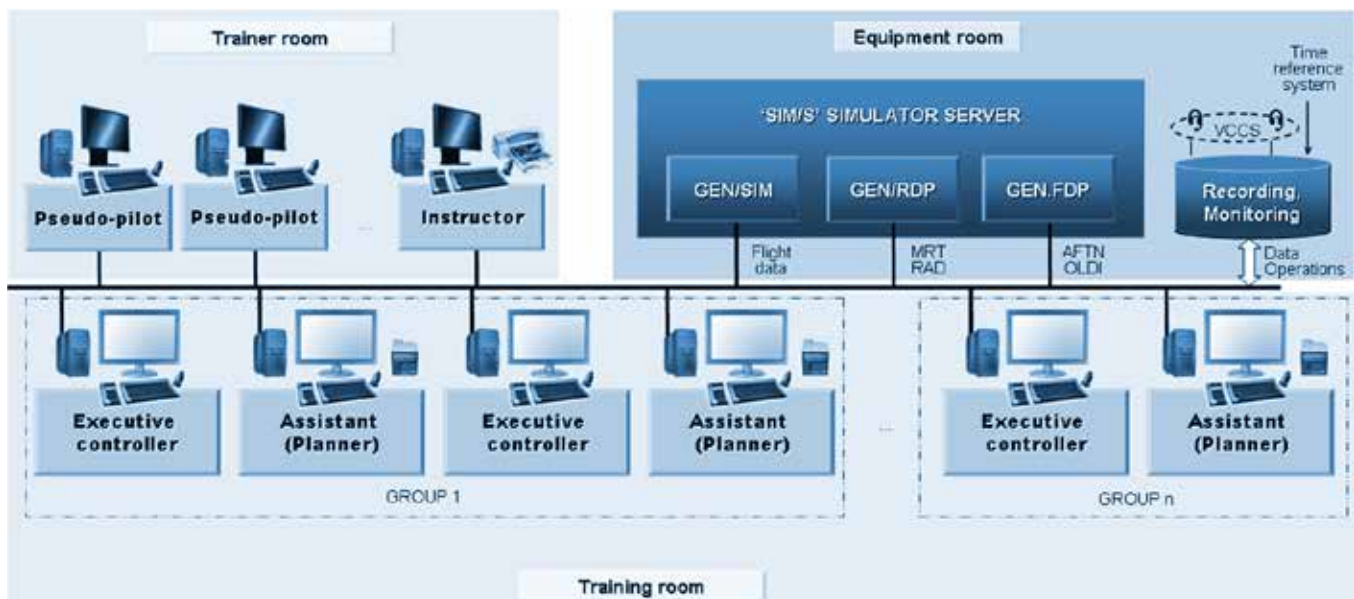 Trainer room
Equipment room
Time
reference
system
'SIM/S' SIMULATOR SERVER
VCCS
GEN/SIM
GEN/RDP
GEN.FDP
Recording,
Monitoring
Pseudo-pilot
Pseudo-pilot
...
Instructor
Flight
data
MRT
RAD
AFTN
OLDI
Data
Operations
Executive
controller
Assistant
(Planner)
Executive
controller
Assistant
(Planner)
...
Executive
controller
Assistant
(Planner)
GROUP 1
GROUP n
Training room